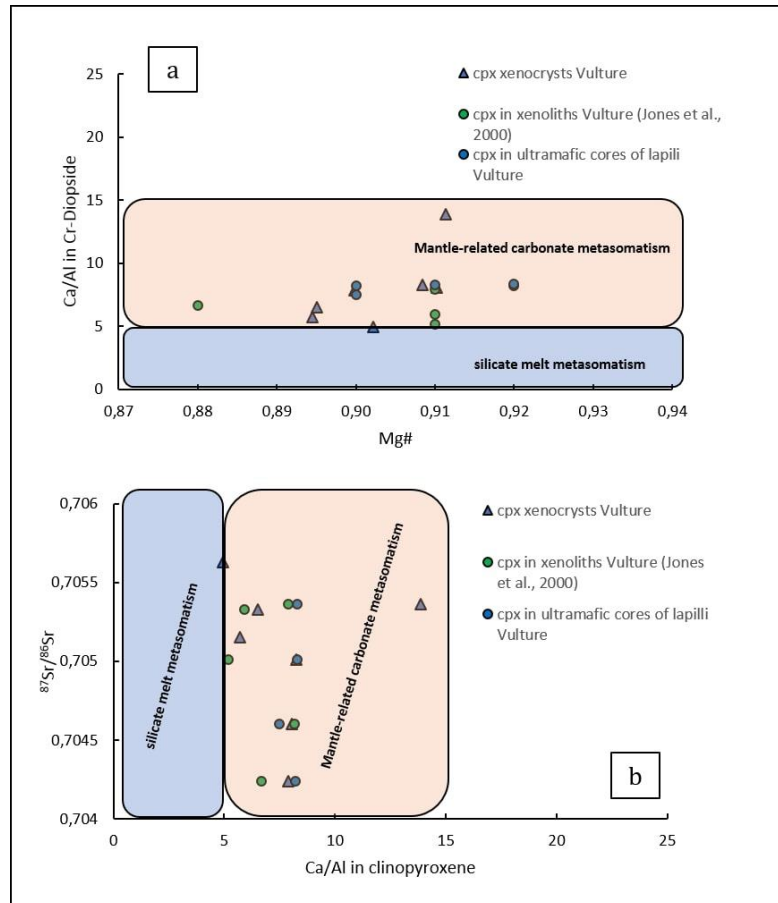 a
25
20
15
10
5
0
Ca/Al in Cr-Diopside
cpx xenocrysts Vulture
cpx in xenoliths Vulture (Jones et al.,
2000)
cpx in ultramafic cores of lapili
Vulture
Mantle-related carbonate metasomatism
silicate melt metasomatism
0,87 0,88 0,89 0,90 0,91 0,92 0,93 0,94
Mg#
0,706
0,7055
0,705
0,7045
0,704
87Sr/86Sr
silicate melt metasomatism
Mantle-related carbonate metasomatism
cpx xenocrysts Vulture
cpx in xenoliths Vulture (Jones
et al., 2000)
cpx in ultramafic cores of lapilli
Vulture
b
0 5 10 15 20 25
Ca/Al in clinopyroxene